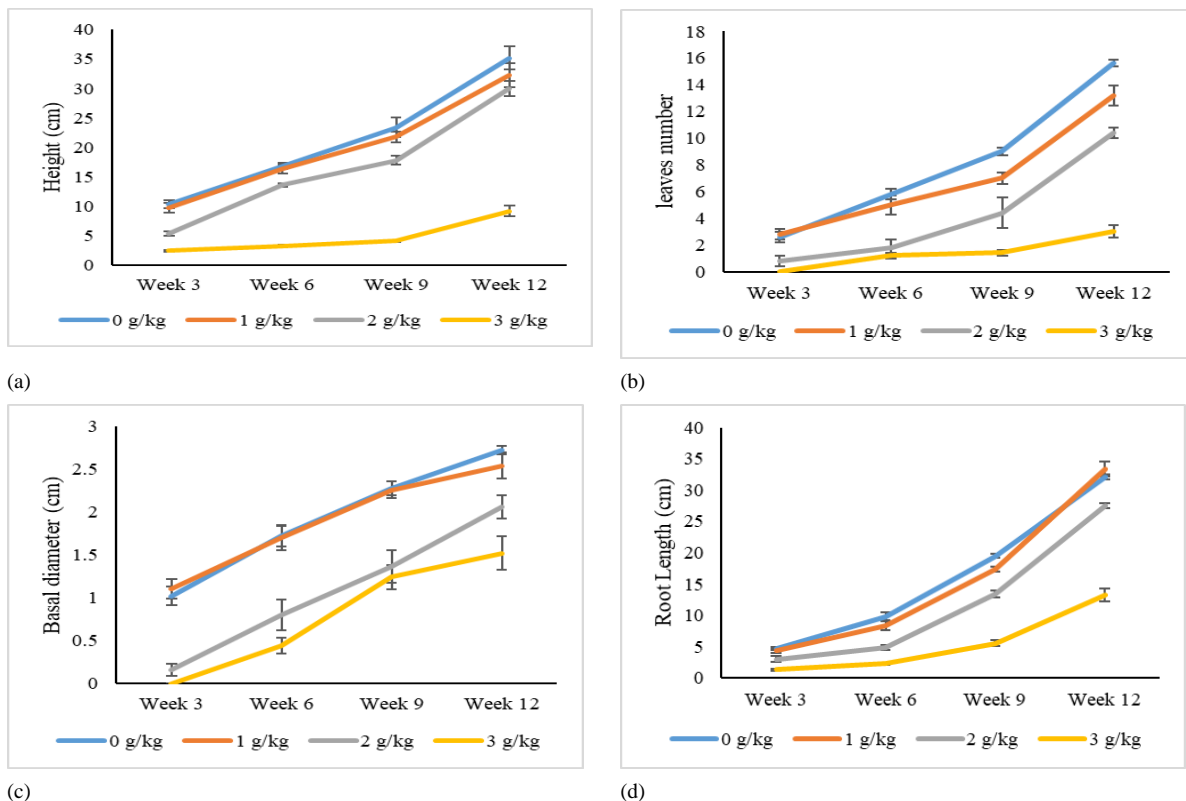 40
35
30
25
20
15
10
5
0
Height (cm)
Week 3 Week 6 Week 9 Week 12
0 g/kg 1 g/kg 2 g/kg 3 g/kg
(a)
18
16
14
12
10
8
6
4
2
0
leaves number
Week 3 Week 6 Week 9 Week 12
0 g/kg 1 g/kg 2 g/kg 3 g/kg
(b)
3
2.5
2
1.5
1
0.5
0
Basal diameter (cm)
Week 3 Week 6 Week 9 Week 12
0 g/kg 1 g/kg 2 g/kg 3 g/kg
(c)
40
35
30
25
20
15
10
5
0
Root Length (cm)
Week 3 Week 6 Week 9 Week 12
0 g/kg 1 g/kg 2 g/kg 3 g/kg
(d)